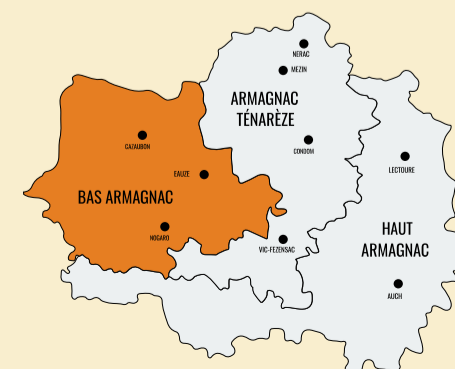 NERAC
MEZIN
ARMAGNAC
TÉNARÈZE
CAZAUBON
CONDOM
LECTOURE
EAUZE
BAS ARMAGNAC
NOGARO
VIC-FEZENSAC
HAUT
ARMAGNAC
AUCH